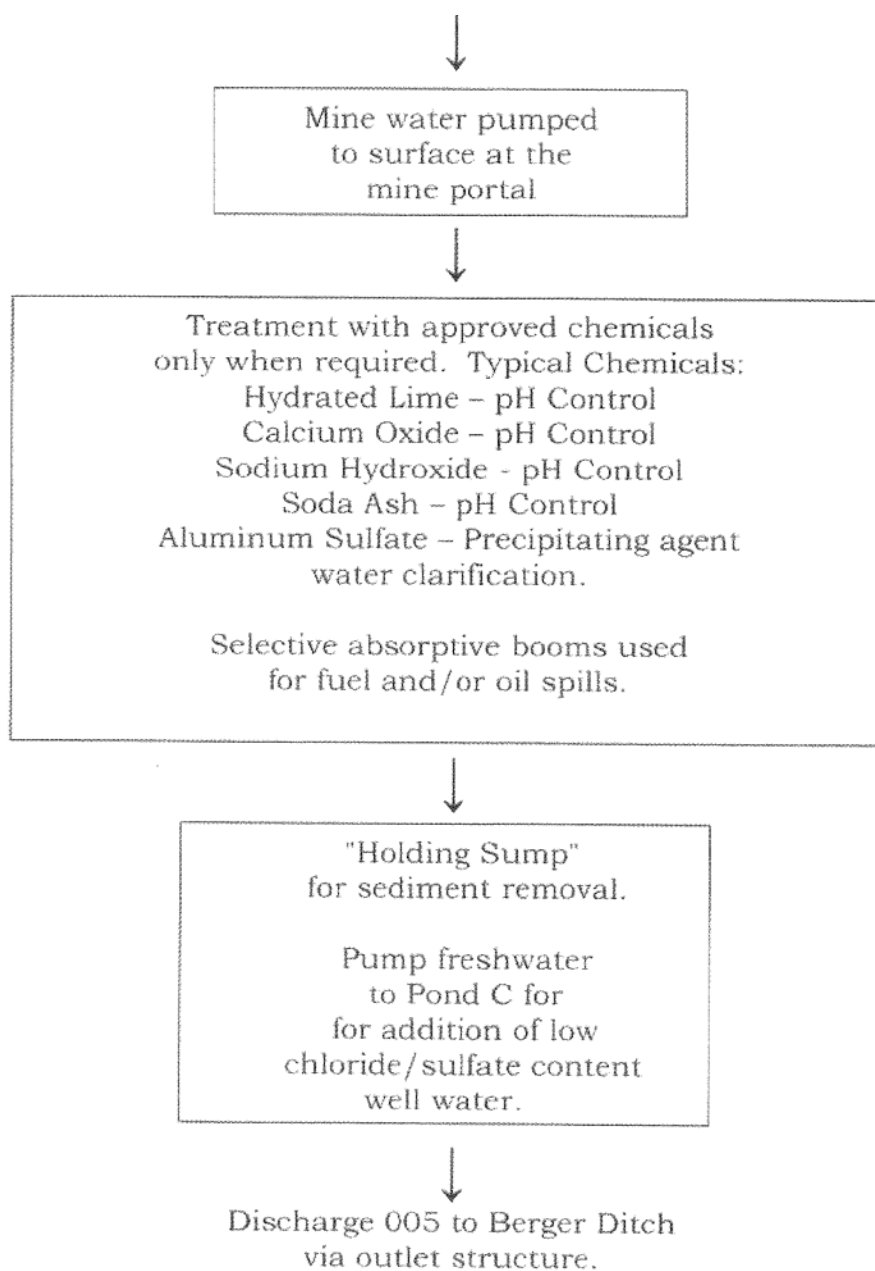 Mine water pumped
to surface at the
mine portal
Treatment with approved chemicals
only when required. Typical Chemicals:
Hydrated Lime – pH Control
Calcium Oxide – pH Control
Sodium Hydroxide - pH Control
Soda Ash – pH Control
Aluminum Sulfate – Precipitating agent
water clarification.
Selective absorptive booms used
for fuel and/or oil spills.
"Holding Sump"
for sediment removal.
Pump freshwater
to Pond C for
for addition of low
chloride/sulfate content
well water.
Discharge 005 to Berger Ditch
via outlet structure.